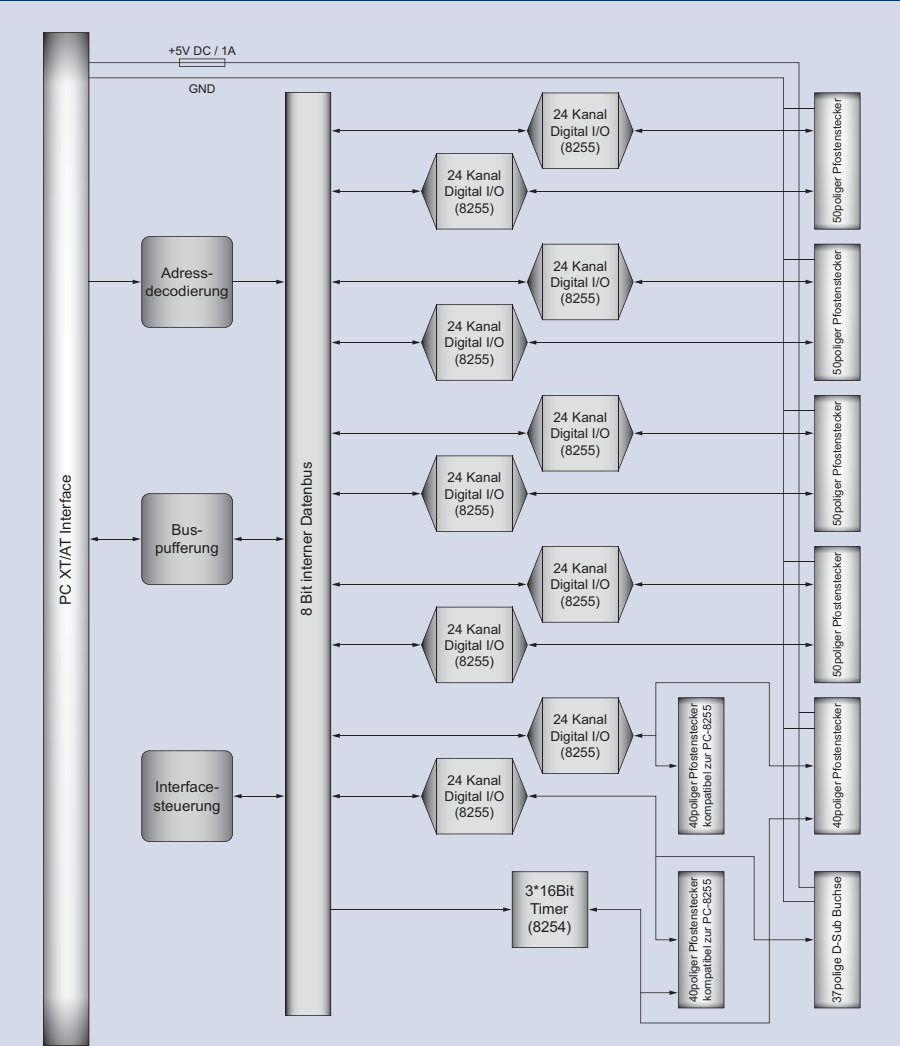 +5V DC / 1A
GND
PC XT/AT Interface
Adress-
decodierung
Bus-
pufferung
Interface-
steuerung
8 Bit interner Datenbus
24 Kanal
Digital I/O
(8255)
24 Kanal
Digital I/O
(8255)
50poliger Pfostenstecker
24 Kanal
Digital I/O
(8255)
24 Kanal
Digital I/O
(8255)
50poliger Pfostenstecker
24 Kanal
Digital I/O
(8255)
24 Kanal
Digital I/O
(8255)
50poliger Pfostenstecker
24 Kanal
Digital I/O
(8255)
24 Kanal
Digital I/O
(8255)
50poliger Pfostenstecker
24 Kanal
Digital I/O
(8255)
24 Kanal
Digital I/O
(8255)
40poliger Pfostenstecker
kompatibel zur PC-8255
40poliger Pfostenstecker
3*16Bit
Timer
(8254)
40poliger Pfostenstecker
kompatibel zur PC-8255
37polige D-Sub Buchse